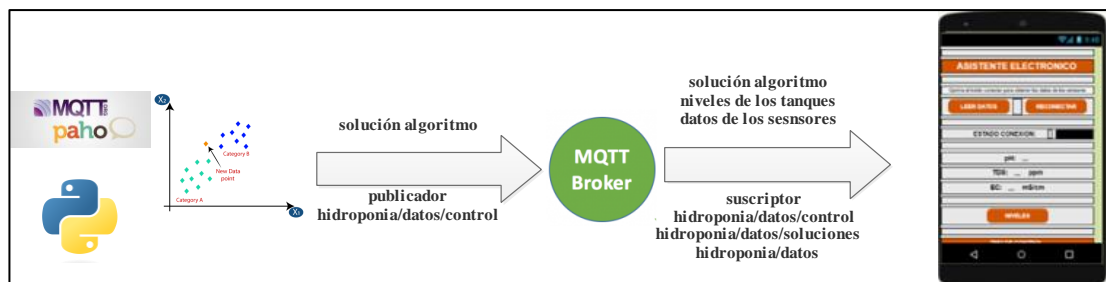 MQTT
paho
X₂
Category B
New Data
point
Category A
X₁
solución algoritmo
publicador
hidroponia/datos/control
MQTT
Broker
solución algoritmo
niveles de los tanques
datos de los sesnsores
suscriptor
hidroponia/datos/control
hidroponia/datos/soluciones
hidroponia/datos
ASISTENTE ELECTRONICO
LEER DATOS
RECONECTAR
ESTADO CONEXION:
pH: ...
TDS: ... ppm
EC: ... mS/cm
NIVELES